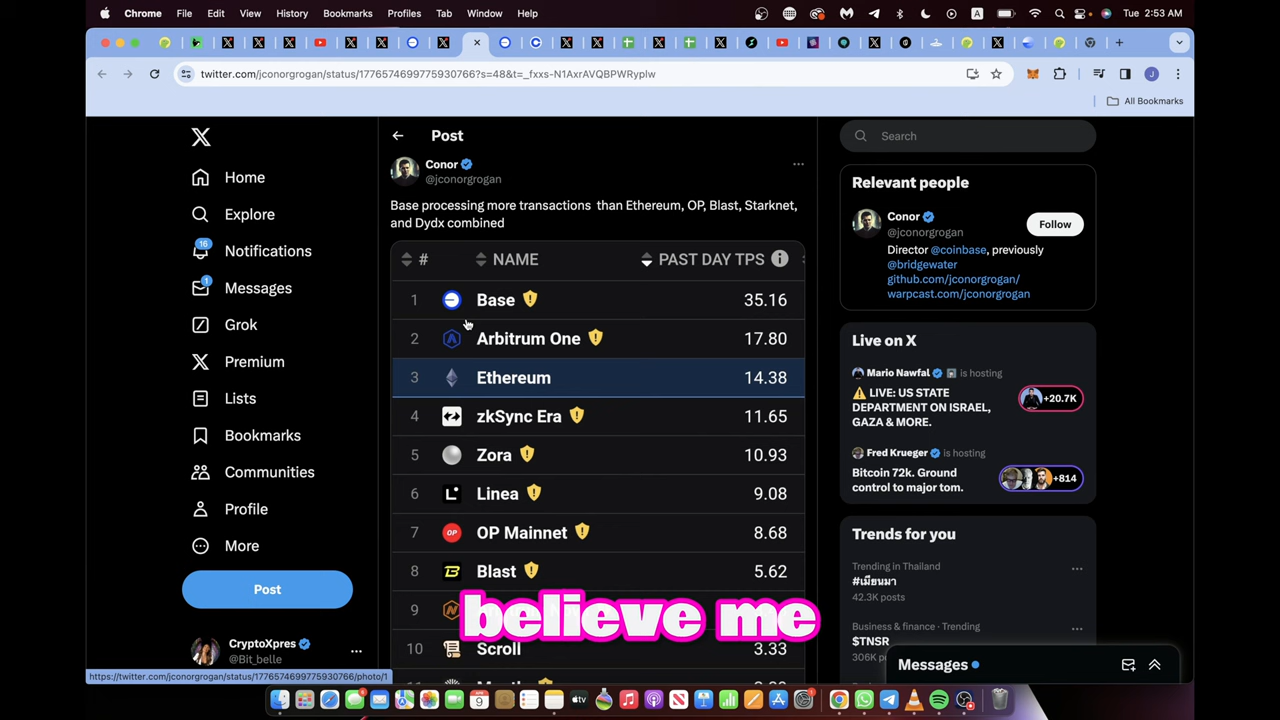 Chrome File Edit View History Bookmarks Profiles Tab Window Help
A
Tue 2:53 AM
twitter.com/jconorgrogan/status/1776574699775930766?s=48&t=_fxxs-N1AxrAVQBPWRyplw
J
All Bookmarks
Home
Explore
16
Notifications
1
Messages
Grok
Premium
Lists
Bookmarks
Communities
Profile
More
Post
CryptoXpres
@Bit_belle
https://twitter.com/jconorgrogan/status/1776574699775930766/photo/1
Post
Conor
@jconorgrogan
Base processing more transactions than Ethereum, OP, Blast, Starknet,
and Dydx combined
# NAME PAST DAY TPS
1 Base 35.16
2 Arbitrum One 17.80
3 Ethereum 14.38
4 zkSync Era 11.65
5 Zora 10.93
6 Linea 9.08
7 OP Mainnet 8.68
8 Blast 5.62
9
10 Scroll 3.33
believe me
Search
Relevant people
Conor
@jconorgrogan
Follow
Director @coinbase, previously
@bridgewater
github.com/jconorgrogan/
warpcast.com/jconorgrogan
Live on X
Mario Nawfal is hosting
LIVE: US STATE
DEPARTMENT ON ISRAEL,
GAZA & MORE.
+20.7K
Fred Krueger is hosting
Bitcoin 72k. Ground
control to major tom.
+814
Trends for you
Trending in Thailand
#เมียนมา
42.3K posts
Business & finance · Trending
$TNSR
Messages